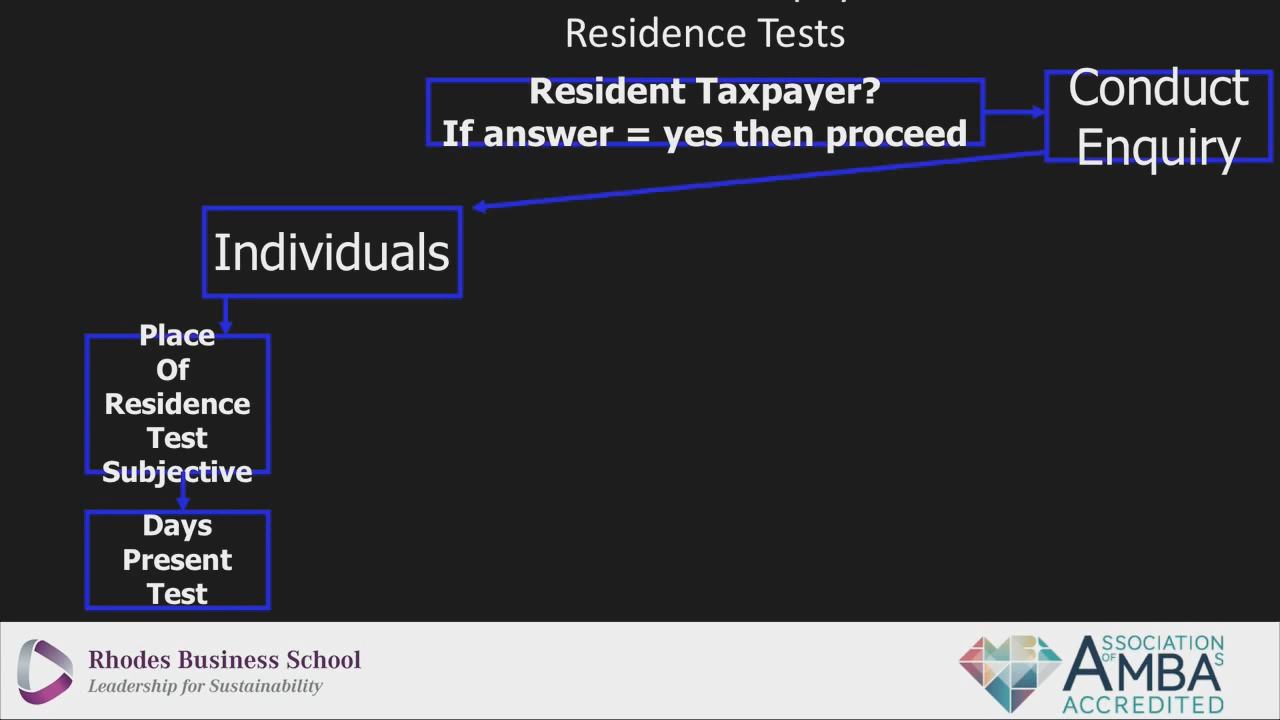 Residence Tests
Resident Taxpayer?
If answer = yes then proceed
Conduct
Enquiry
Individuals
Place
Of
Residence
Test
Subjective
Days
Present
Test
Rhodes Business School
Leadership for Sustainability
ASSOCIATION
OF AMBAS
ACCREDITED